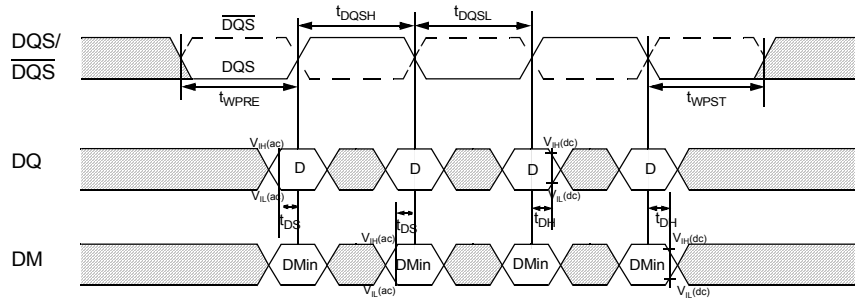 DQS tDQSH tDQSL
DQS/
DQS
DQS
tWPRE tWPST
VIH(ac) VIH(dc)
DQ D D D D
VIL(ac) VIL(dc)
tDS tDS tDH tDH
VIH(ac) VIH(dc)
DM DMin DMin DMin DMin
VIL(ac) VIL(dc)